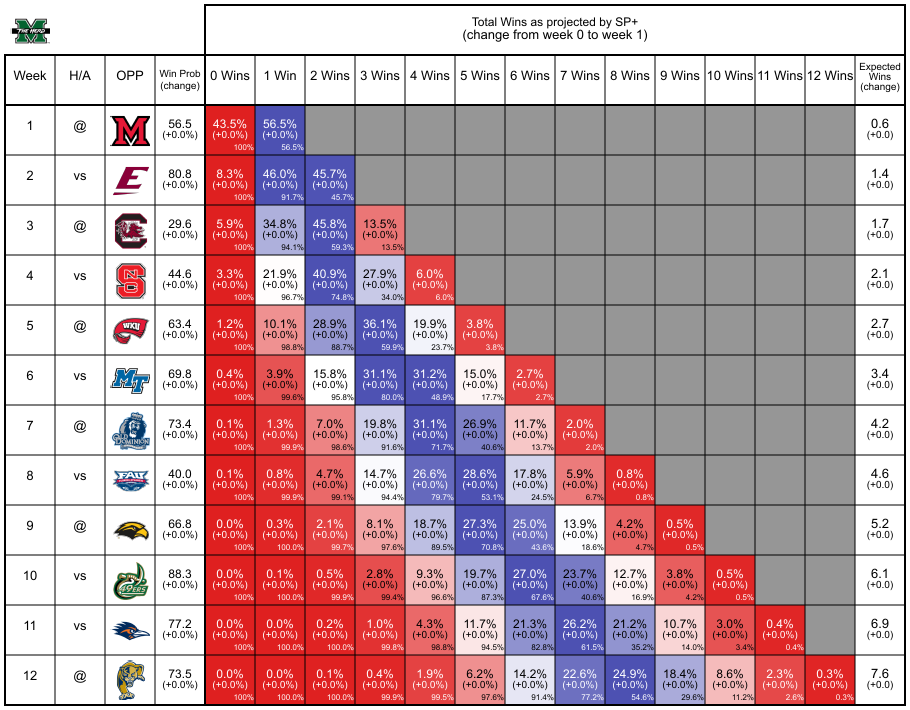 THE HERD
Total Wins as projected by SP+
(change from week 0 to week 1)
Week H/A OPP Win Prob (change) 0 Wins 1 Win 2 Wins 3 Wins 4 Wins 5 Wins 6 Wins 7 Wins 8 Wins 9 Wins 10 Wins 11 Wins 12 Wins Expected Wins (change)
1 @ M 56.5 43.5% 56.5% 0.6
(+0.0%) (+0.0%) (+0.0%) (+0.0)
100% 56.5%
2 vs E 80.8 8.3% 46.0% 45.7% 1.4
(+0.0%) (+0.0%) (+0.0%) (+0.0%) (+0.0)
100% 91.7% 45.7%
3 @ C 29.6 5.9% 34.8% 45.8% 13.5% 1.7
(+0.0%) (+0.0%) (+0.0%) (+0.0%) (+0.0%) (+0.0)
100% 94.1% 59.3% 13.5%
4 vs S 44.6 3.3% 21.9% 40.9% 27.9% 6.0% 2.1
(+0.0%) (+0.0%) (+0.0%) (+0.0%) (+0.0%) (+0.0%) (+0.0)
100% 96.7% 74.8% 34.0% 6.0%
5 @ WKU 63.4 1.2% 10.1% 28.9% 36.1% 19.9% 3.8% 2.7
(+0.0%) (+0.0%) (+0.0%) (+0.0%) (+0.0%) (+0.0%) (+0.0%) (+0.0)
100% 98.8% 88.7% 59.9% 23.7% 3.8%
6 vs MT 69.8 0.4% 3.9% 15.8% 31.1% 31.2% 15.0% 2.7% 3.4
(+0.0%) (+0.0%) (+0.0%) (+0.0%) (+0.0%) (+0.0%) (+0.0%) (+0.0%) (+0.0)
100% 99.6% 95.8% 80.0% 48.9% 17.7% 2.7%
7 @ OLD DOMINION 73.4 0.1% 1.3% 7.0% 19.8% 31.1% 26.9% 11.7% 2.0% 4.2
(+0.0%) (+0.0%) (+0.0%) (+0.0%) (+0.0%) (+0.0%) (+0.0%) (+0.0%) (+0.0%) (+0.0)
100% 99.9% 98.6% 91.6% 71.7% 40.6% 13.7% 2.0%
8 vs FAU 40.0 0.1% 0.8% 4.7% 14.7% 26.6% 28.6% 17.8% 5.9% 0.8% 4.6
(+0.0%) (+0.0%) (+0.0%) (+0.0%) (+0.0%) (+0.0%) (+0.0%) (+0.0%) (+0.0%) (+0.0%) (+0.0)
100% 99.9% 99.1% 94.4% 79.7% 53.1% 24.5% 6.7% 0.8%
9 @ 66.8 0.0% 0.3% 2.1% 8.1% 18.7% 27.3% 25.0% 13.9% 4.2% 0.5% 5.2
(+0.0%) (+0.0%) (+0.0%) (+0.0%) (+0.0%) (+0.0%) (+0.0%) (+0.0%) (+0.0%) (+0.0%) (+0.0%) (+0.0)
100% 100.0% 99.7% 97.6% 89.5% 70.8% 43.6% 18.6% 4.7% 0.5%
10 vs 49ERS 88.3 0.0% 0.1% 0.5% 2.8% 9.3% 19.7% 27.0% 23.7% 12.7% 3.8% 0.5% 6.1
(+0.0%) (+0.0%) (+0.0%) (+0.0%) (+0.0%) (+0.0%) (+0.0%) (+0.0%) (+0.0%) (+0.0%) (+0.0%) (+0.0%) (+0.0)
100% 100.0% 99.9% 99.4% 96.6% 87.3% 67.6% 40.6% 16.9% 4.2% 0.5%
11 vs 77.2 0.0% 0.0% 0.2% 1.0% 4.3% 11.7% 21.3% 26.2% 21.2% 10.7% 3.0% 0.4% 6.9
(+0.0%) (+0.0%) (+0.0%) (+0.0%) (+0.0%) (+0.0%) (+0.0%) (+0.0%) (+0.0%) (+0.0%) (+0.0%) (+0.0%) (+0.0%) (+0.0)
100% 100.0% 100.0% 99.8% 98.8% 94.5% 82.8% 61.5% 35.2% 14.0% 3.4% 0.4%
12 @ 73.5 0.0% 0.0% 0.1% 0.4% 1.9% 6.2% 14.2% 22.6% 24.9% 18.4% 8.6% 2.3% 0.3% 7.6
(+0.0%) (+0.0%) (+0.0%) (+0.0%) (+0.0%) (+0.0%) (+0.0%) (+0.0%) (+0.0%) (+0.0%) (+0.0%) (+0.0%) (+0.0%) (+0.0%) (+0.0)
100% 100.0% 100.0% 99.9% 99.5% 97.6% 91.4% 77.2% 54.6% 29.6% 11.2% 2.6% 0.3%